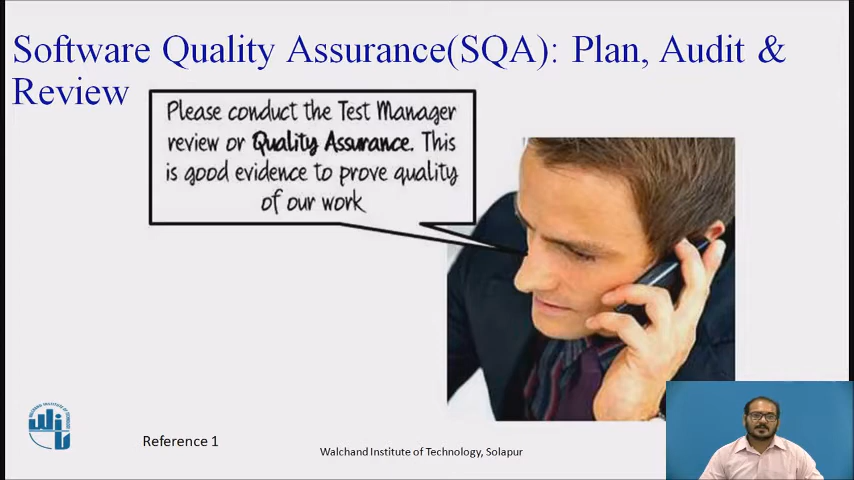 Software Quality Assurance(SQA): Plan, Audit &
Review
Please conduct the Test Manager
review or Quality Assurance. This
is good evidence to prove quality
of our work
Reference 1
Walchand Institute of Technology, Solapur